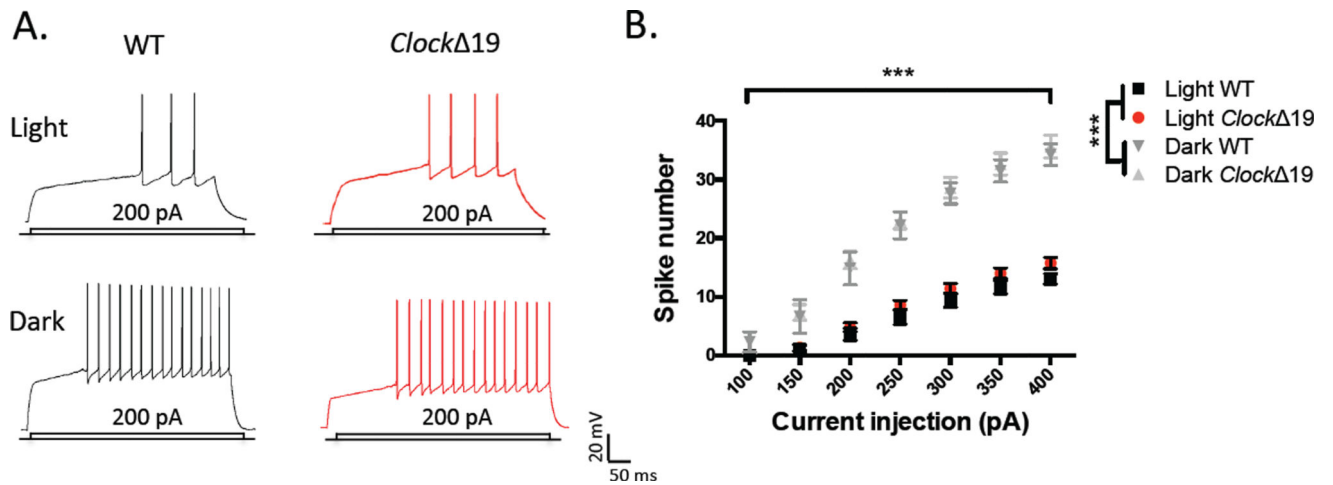 A.
WT
ClockΔ19
Light
200 pA
200 pA
Dark
200 pA
200 pA
20 mV
50 ms
B.
***
***
Light WT
Light ClockΔ19
Dark WT
Dark ClockΔ19
Spike number
40
30
20
10
0
100 150 200 250 300 350 400
Current injection (pA)